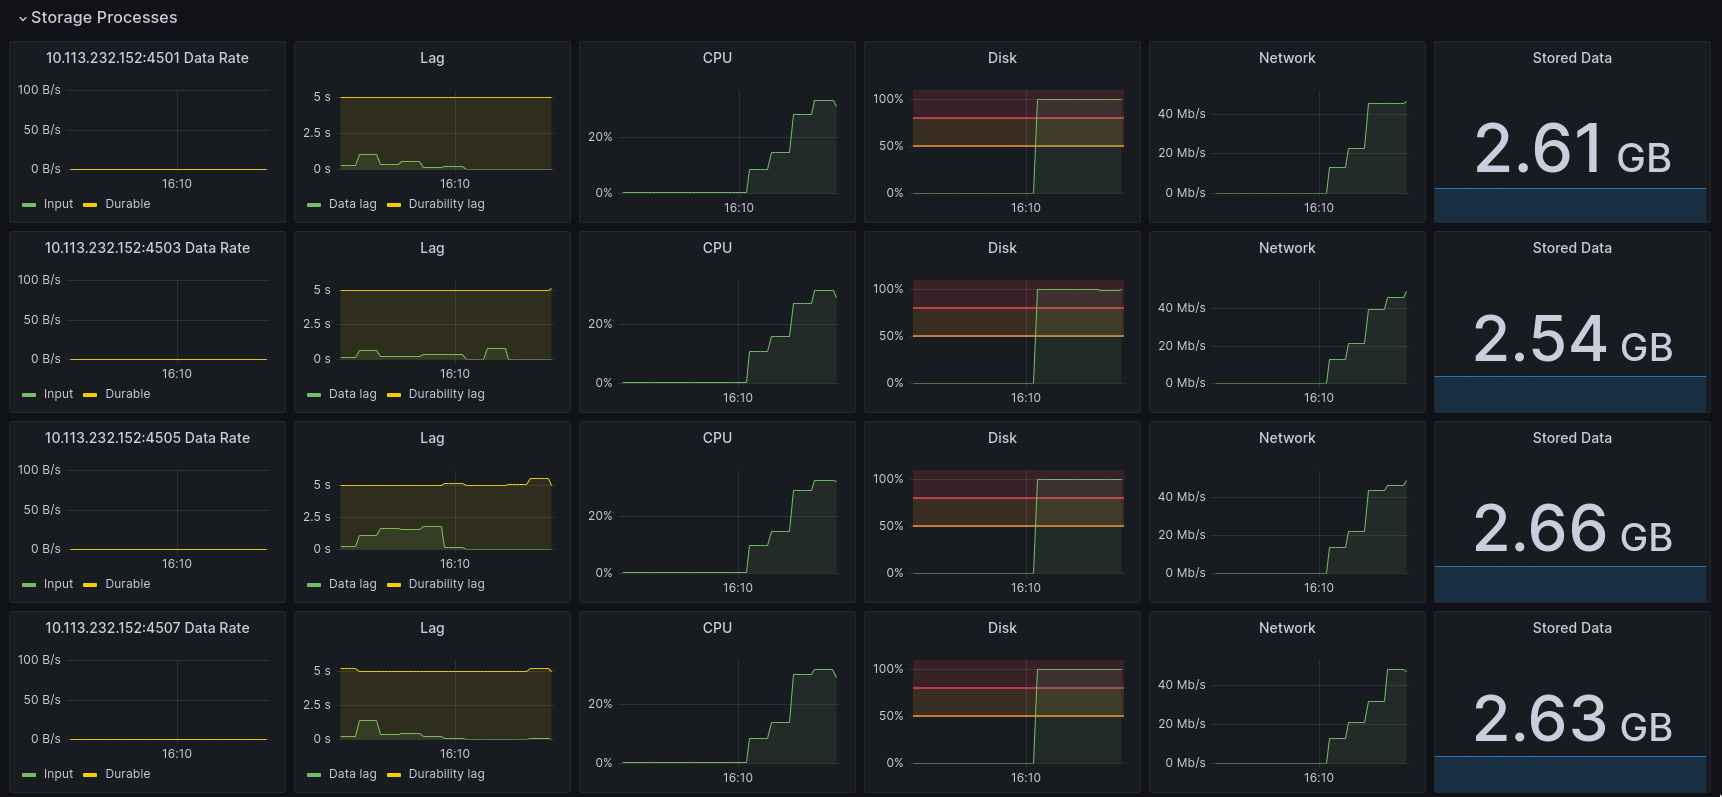 Storage Processes
10.113.232.152:4501 Data Rate
100 B/s
50 B/s
0 B/s
16:10
Input Durable
Lag
5 s
2.5 s
0 s
16:10
Data lag Durability lag
CPU
20%
0%
16:10
Disk
100%
50%
0%
16:10
Network
40 Mb/s
20 Mb/s
0 Mb/s
16:10
Stored Data
2.61 GB
10.113.232.152:4503 Data Rate
100 B/s
50 B/s
0 B/s
16:10
Input Durable
Lag
5 s
2.5 s
0 s
16:10
Data lag Durability lag
CPU
20%
0%
16:10
Disk
100%
50%
0%
16:10
Network
40 Mb/s
20 Mb/s
0 Mb/s
16:10
Stored Data
2.54 GB
10.113.232.152:4505 Data Rate
100 B/s
50 B/s
0 B/s
16:10
Input Durable
Lag
5 s
2.5 s
0 s
16:10
Data lag Durability lag
CPU
20%
0%
16:10
Disk
100%
50%
0%
16:10
Network
40 Mb/s
20 Mb/s
0 Mb/s
16:10
Stored Data
2.66 GB
10.113.232.152:4507 Data Rate
100 B/s
50 B/s
0 B/s
16:10
Input Durable
Lag
5 s
2.5 s
0 s
16:10
Data lag Durability lag
CPU
20%
0%
16:10
Disk
100%
50%
0%
16:10
Network
40 Mb/s
20 Mb/s
0 Mb/s
16:10
Stored Data
2.63 GB